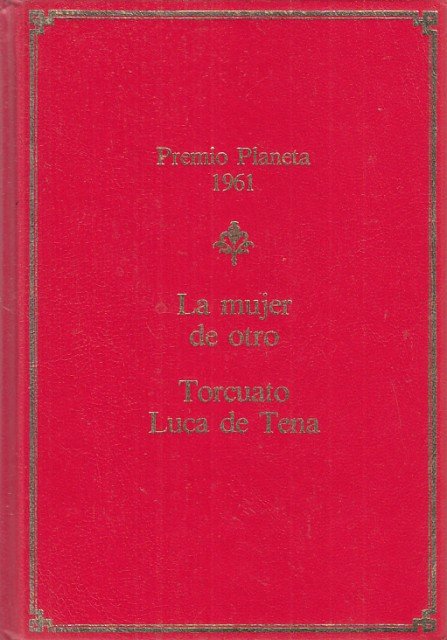 Premio Planeta
1961
La mujer
de otro
Torcuato
Luca de Tena